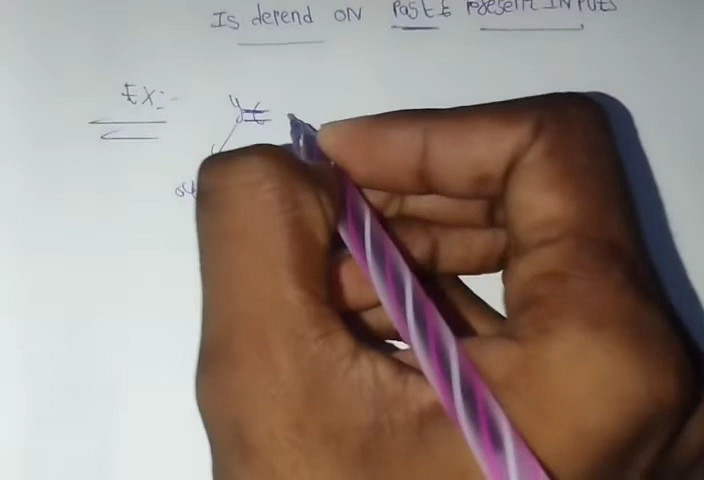 Is depend ON Past & present INPUTS
Ex:-